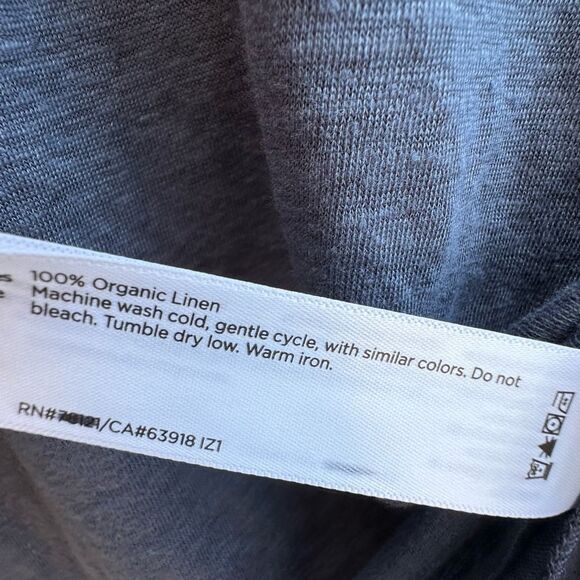 100% Organic Linen
Machine wash cold, gentle cycle, with similar colors. Do not
bleach. Tumble dry low. Warm iron.
RN#78121/CA#63918 IZ1